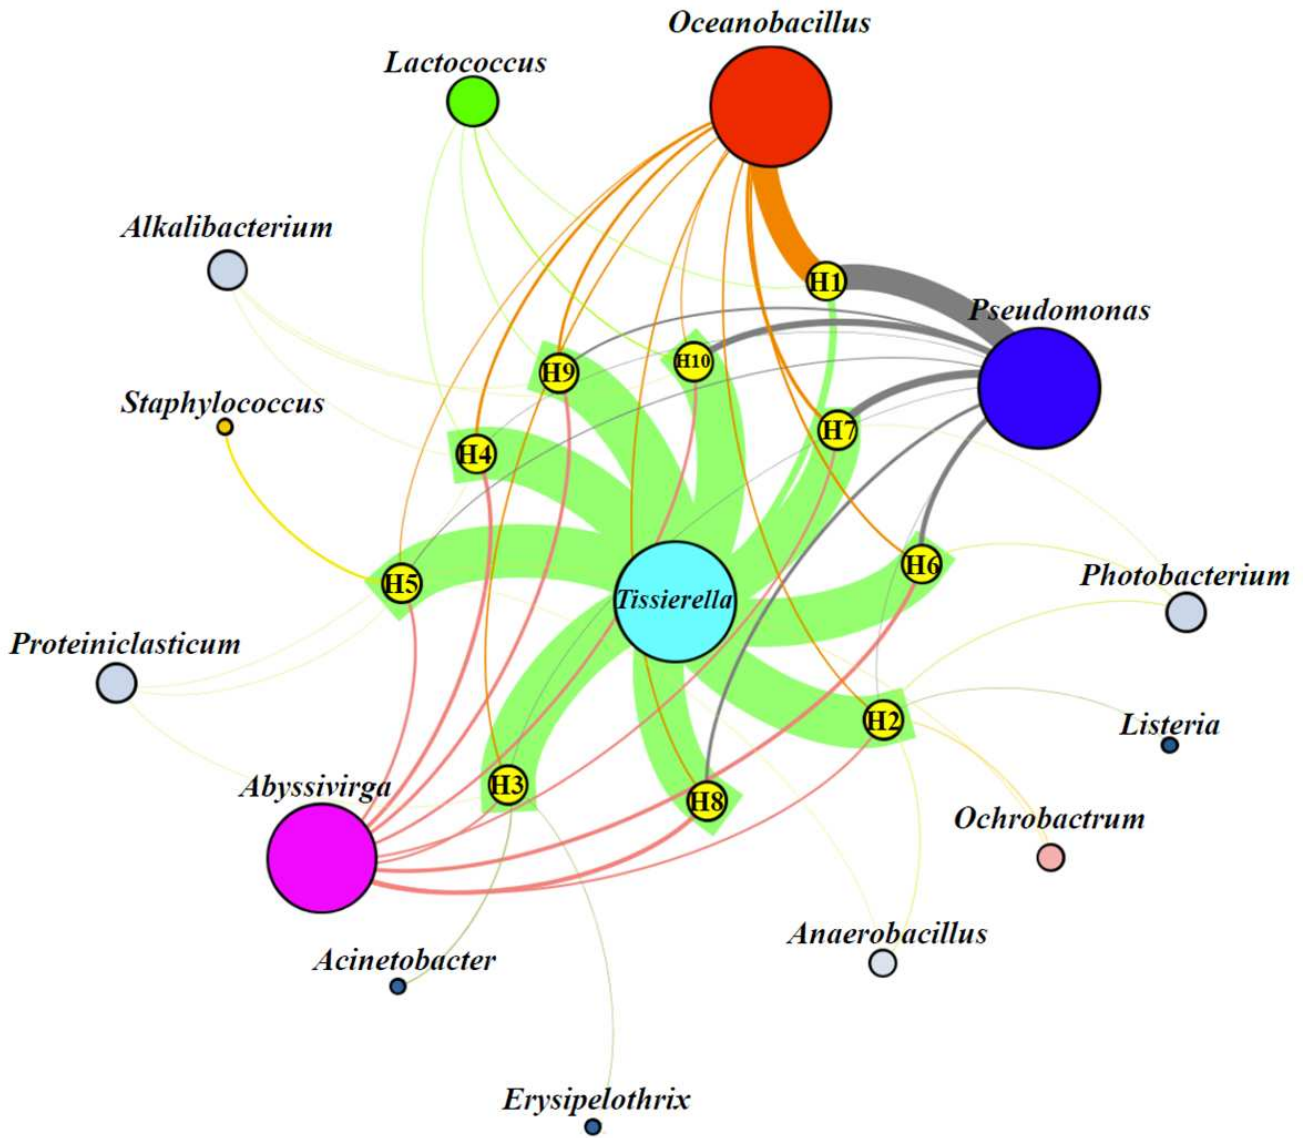 Oceanobacillus
Lactococcus
Alkalibacterium
H1
Pseudomonas
H9
H10
Staphylococcus
H7
H4
H6
H5
Photobacterium
Tissierella
Proteiniclasticum
H2
Listeria
Abyssivirga
H3
H8
Ochrobactrum
Anaerobacillus
Acinetobacter
Erysipelothrix